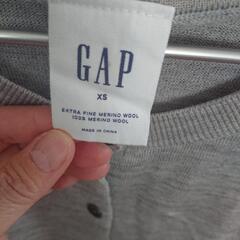 GAP
XS
EXTRA FINE MERINO WOOL
100% MERINO WOOL
MADE IN CHINA